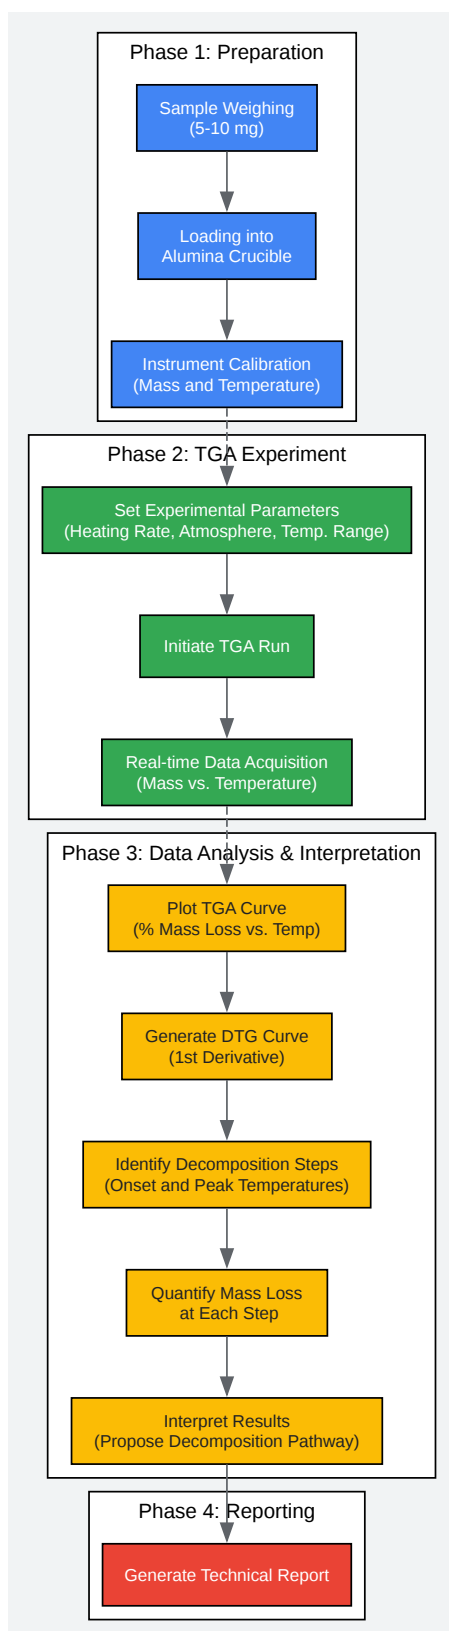 Phase 1: Preparation
Sample Weighing
(5-10 mg)
Loading into
Alumina Crucible
Instrument Calibration
(Mass and Temperature)
Phase 2: TGA Experiment
Set Experimental Parameters
(Heating Rate, Atmosphere, Temp. Range)
Initiate TGA Run
Real-time Data Acquisition
(Mass vs. Temperature)
Phase 3: Data Analysis & Interpretation
Plot TGA Curve
(% Mass Loss vs. Temp)
Generate DTG Curve
(1st Derivative)
Identify Decomposition Steps
(Onset and Peak Temperatures)
Quantify Mass Loss
at Each Step
Interpret Results
(Propose Decomposition Pathway)
Phase 4: Reporting
Generate Technical Report